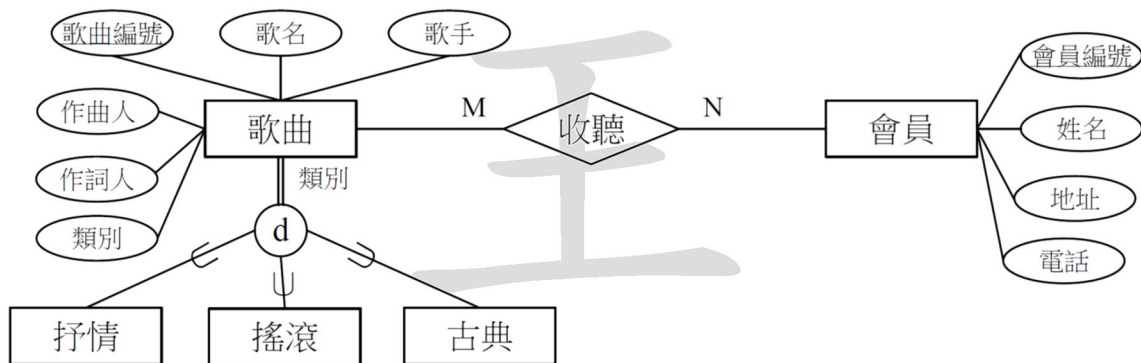 歌曲編號
歌名
歌手
會員編號
作曲人
歌曲
M
收聽
N
會員
姓名
作詞人
類別
地址
類別
d
電話
抒情
搖滾
古典
王